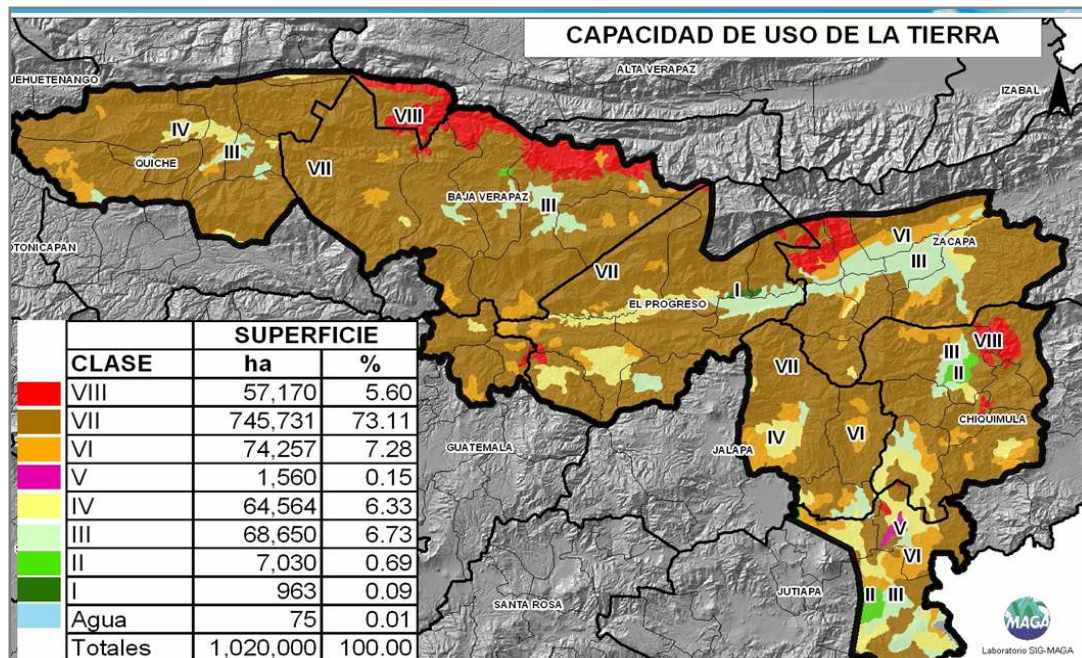 CAPACIDAD DE USO DE LA TIERRA
ALTA VERAPAZ
IZABAL
VIII
IV
III
QUICHE
VII
BAJA VERAPAZ
III
VI
ZACAPA
III
VII
I
EL PROGRESO
VIII
III
II
VII
CHIQUIMULA
IV
VI
GUATEMALA
JALAPA
V
VI
II
III
JUTIAPA
SANTA ROSA
SUPERFICIE
CLASE ha %
VIII 57,170 5.60
VII 745,731 73.11
VI 74,257 7.28
V 1,560 0.15
IV 64,564 6.33
III 68,650 6.73
II 7,030 0.69
I 963 0.09
Agua 75 0.01
Totales 1,020,000 100.00
MAGA
Laboratorio SIG-MAGA